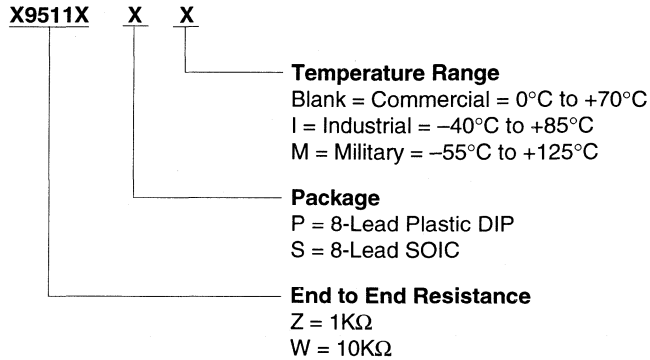 X9511X X X
Temperature Range
Blank = Commercial = 0°C to +70°C
I = Industrial = –40°C to +85°C
M = Military = –55°C to +125°C
Package
P = 8-Lead Plastic DIP
S = 8-Lead SOIC
End to End Resistance
Z = 1KΩ
W = 10KΩ